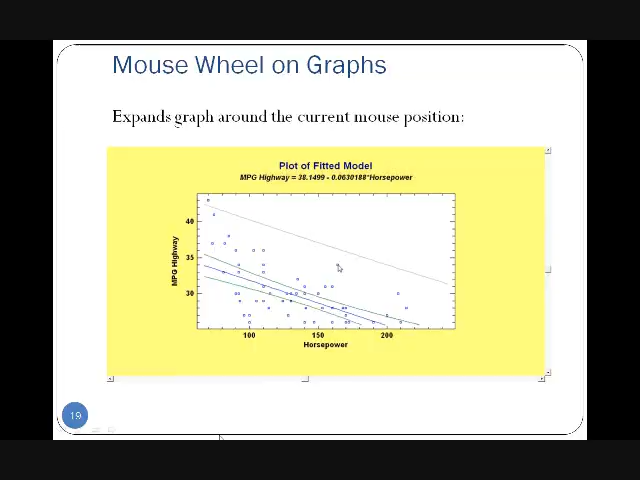 Mouse Wheel on Graphs
Expands graph around the current mouse position:
Plot of Fitted Model
MPG Highway = 38.1499 - 0.0630188*Horsepower
MPG Highway
40
35
30
100 150 200
Horsepower
19